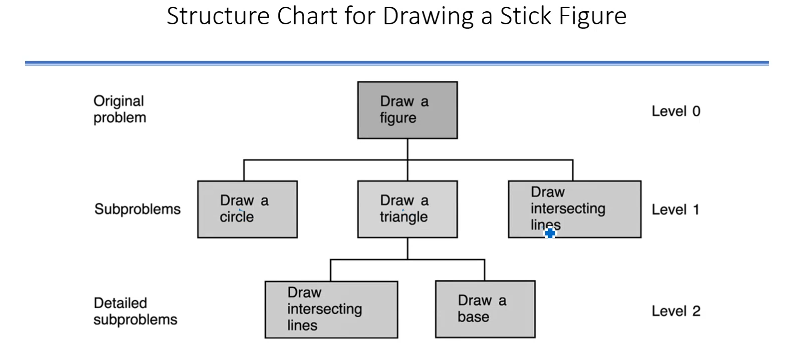 Structure Chart for Drawing a Stick Figure
Original
problem
Draw a
figure
Level 0
Subproblems
Draw a
circle
Draw a
triangle
Draw
intersecting
lines
Level 1
Detailed
subproblems
Draw
intersecting
lines
Draw a
base
Level 2